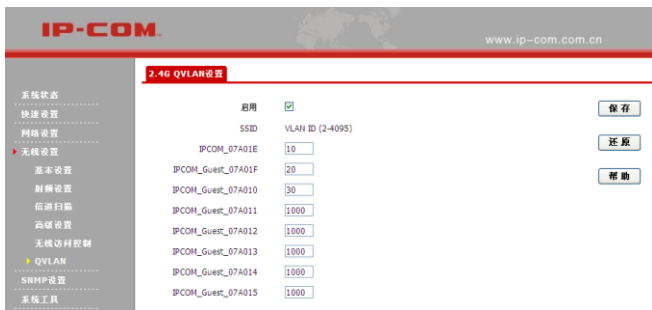 IP-COM
www.ip-com.com.cn
2.4G QVLAN设置
系统状态
快速设置
网络设置
无线设置
基本设置
射频设置
信道扫描
高级设置
无线访问控制
QVLAN
SNMP设置
系统工具
启用
SSID VLAN ID (2-4095)
IPCOM_07A01E 10
IPCOM_Guest_07A01F 20
IPCOM_Guest_07A010 30
IPCOM_Guest_07A011 1000
IPCOM_Guest_07A012 1000
IPCOM_Guest_07A013 1000
IPCOM_Guest_07A014 1000
IPCOM_Guest_07A015 1000
保存
还原
帮助